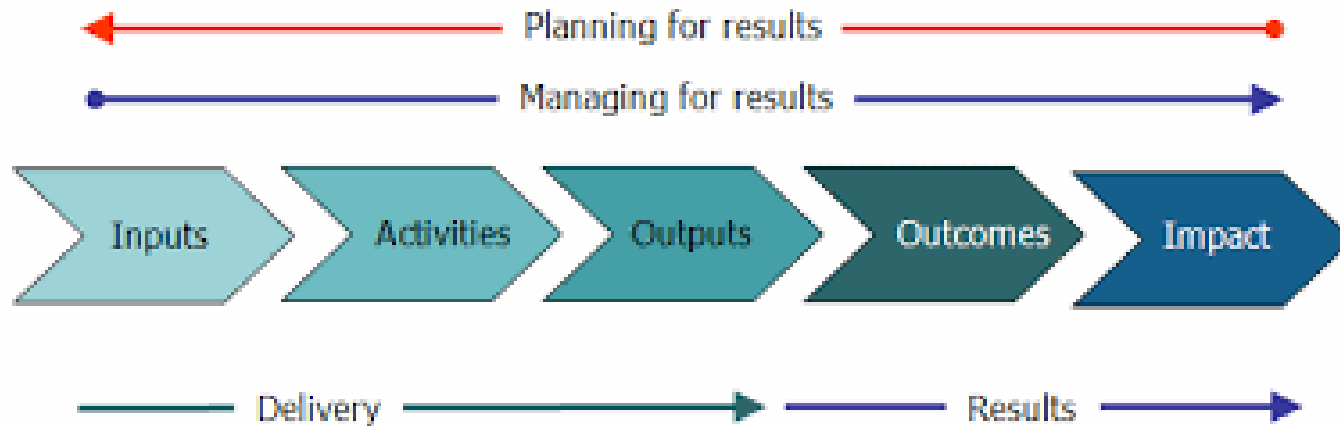 Planning for results
Managing for results
Inputs Activities Outputs Outcomes Impact
Delivery Results